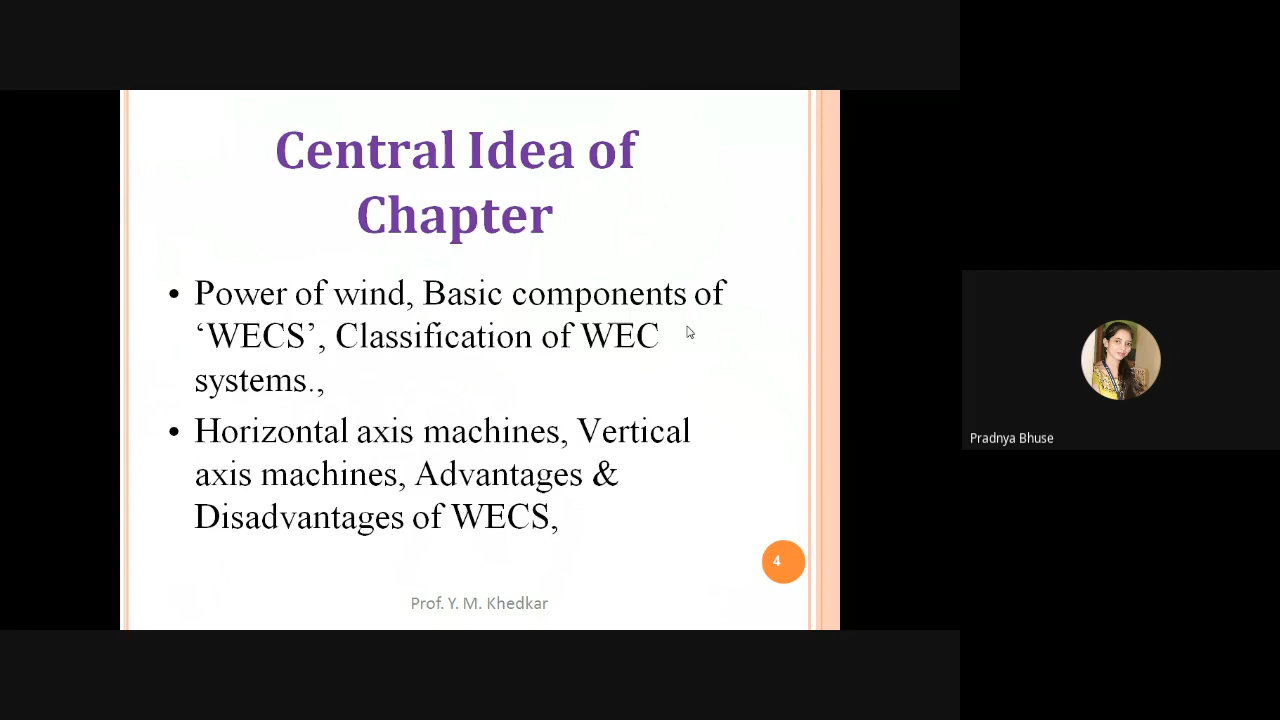 Central Idea of
Chapter
• Power of wind, Basic components of
‘WECS’, Classification of WEC
systems.,
• Horizontal axis machines, Vertical
axis machines, Advantages &
Disadvantages of WECS,
4
Prof. Y. M. Khedkar
Pradnya Bhuse